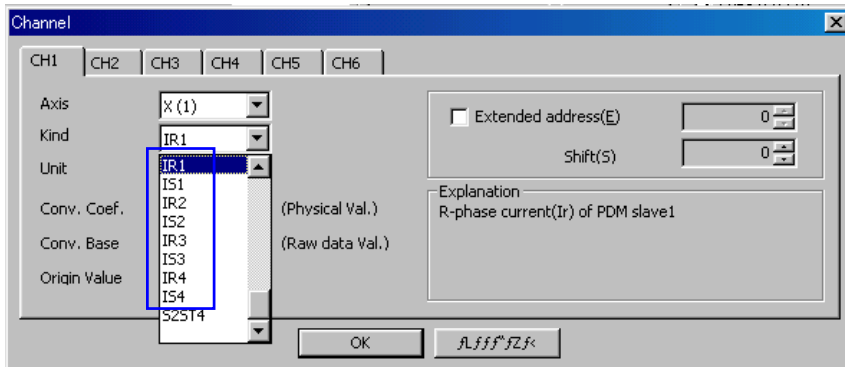 Channel
CH1 CH2 CH3 CH4 CH5 CH6
Axis X (1)
Kind IR1
Unit
Conv. Coef. (Physical Val.)
Conv. Base (Raw data Val.)
Origin Value
IR1
IS1
IR2
IS2
IR3
IS3
IR4
IS4
S2ST4
Extended address(E) 0
Shift(S) 0
Explanation
R-phase current(Ir) of PDM slave1
OK